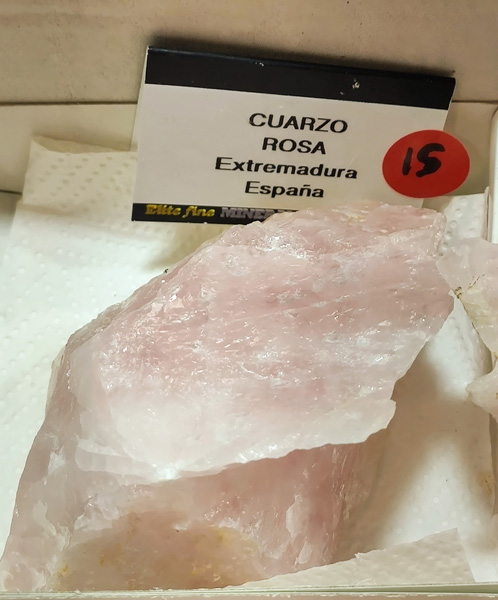 CUARZO
ROSA
Extremadura
España
15
Elite fine MINER